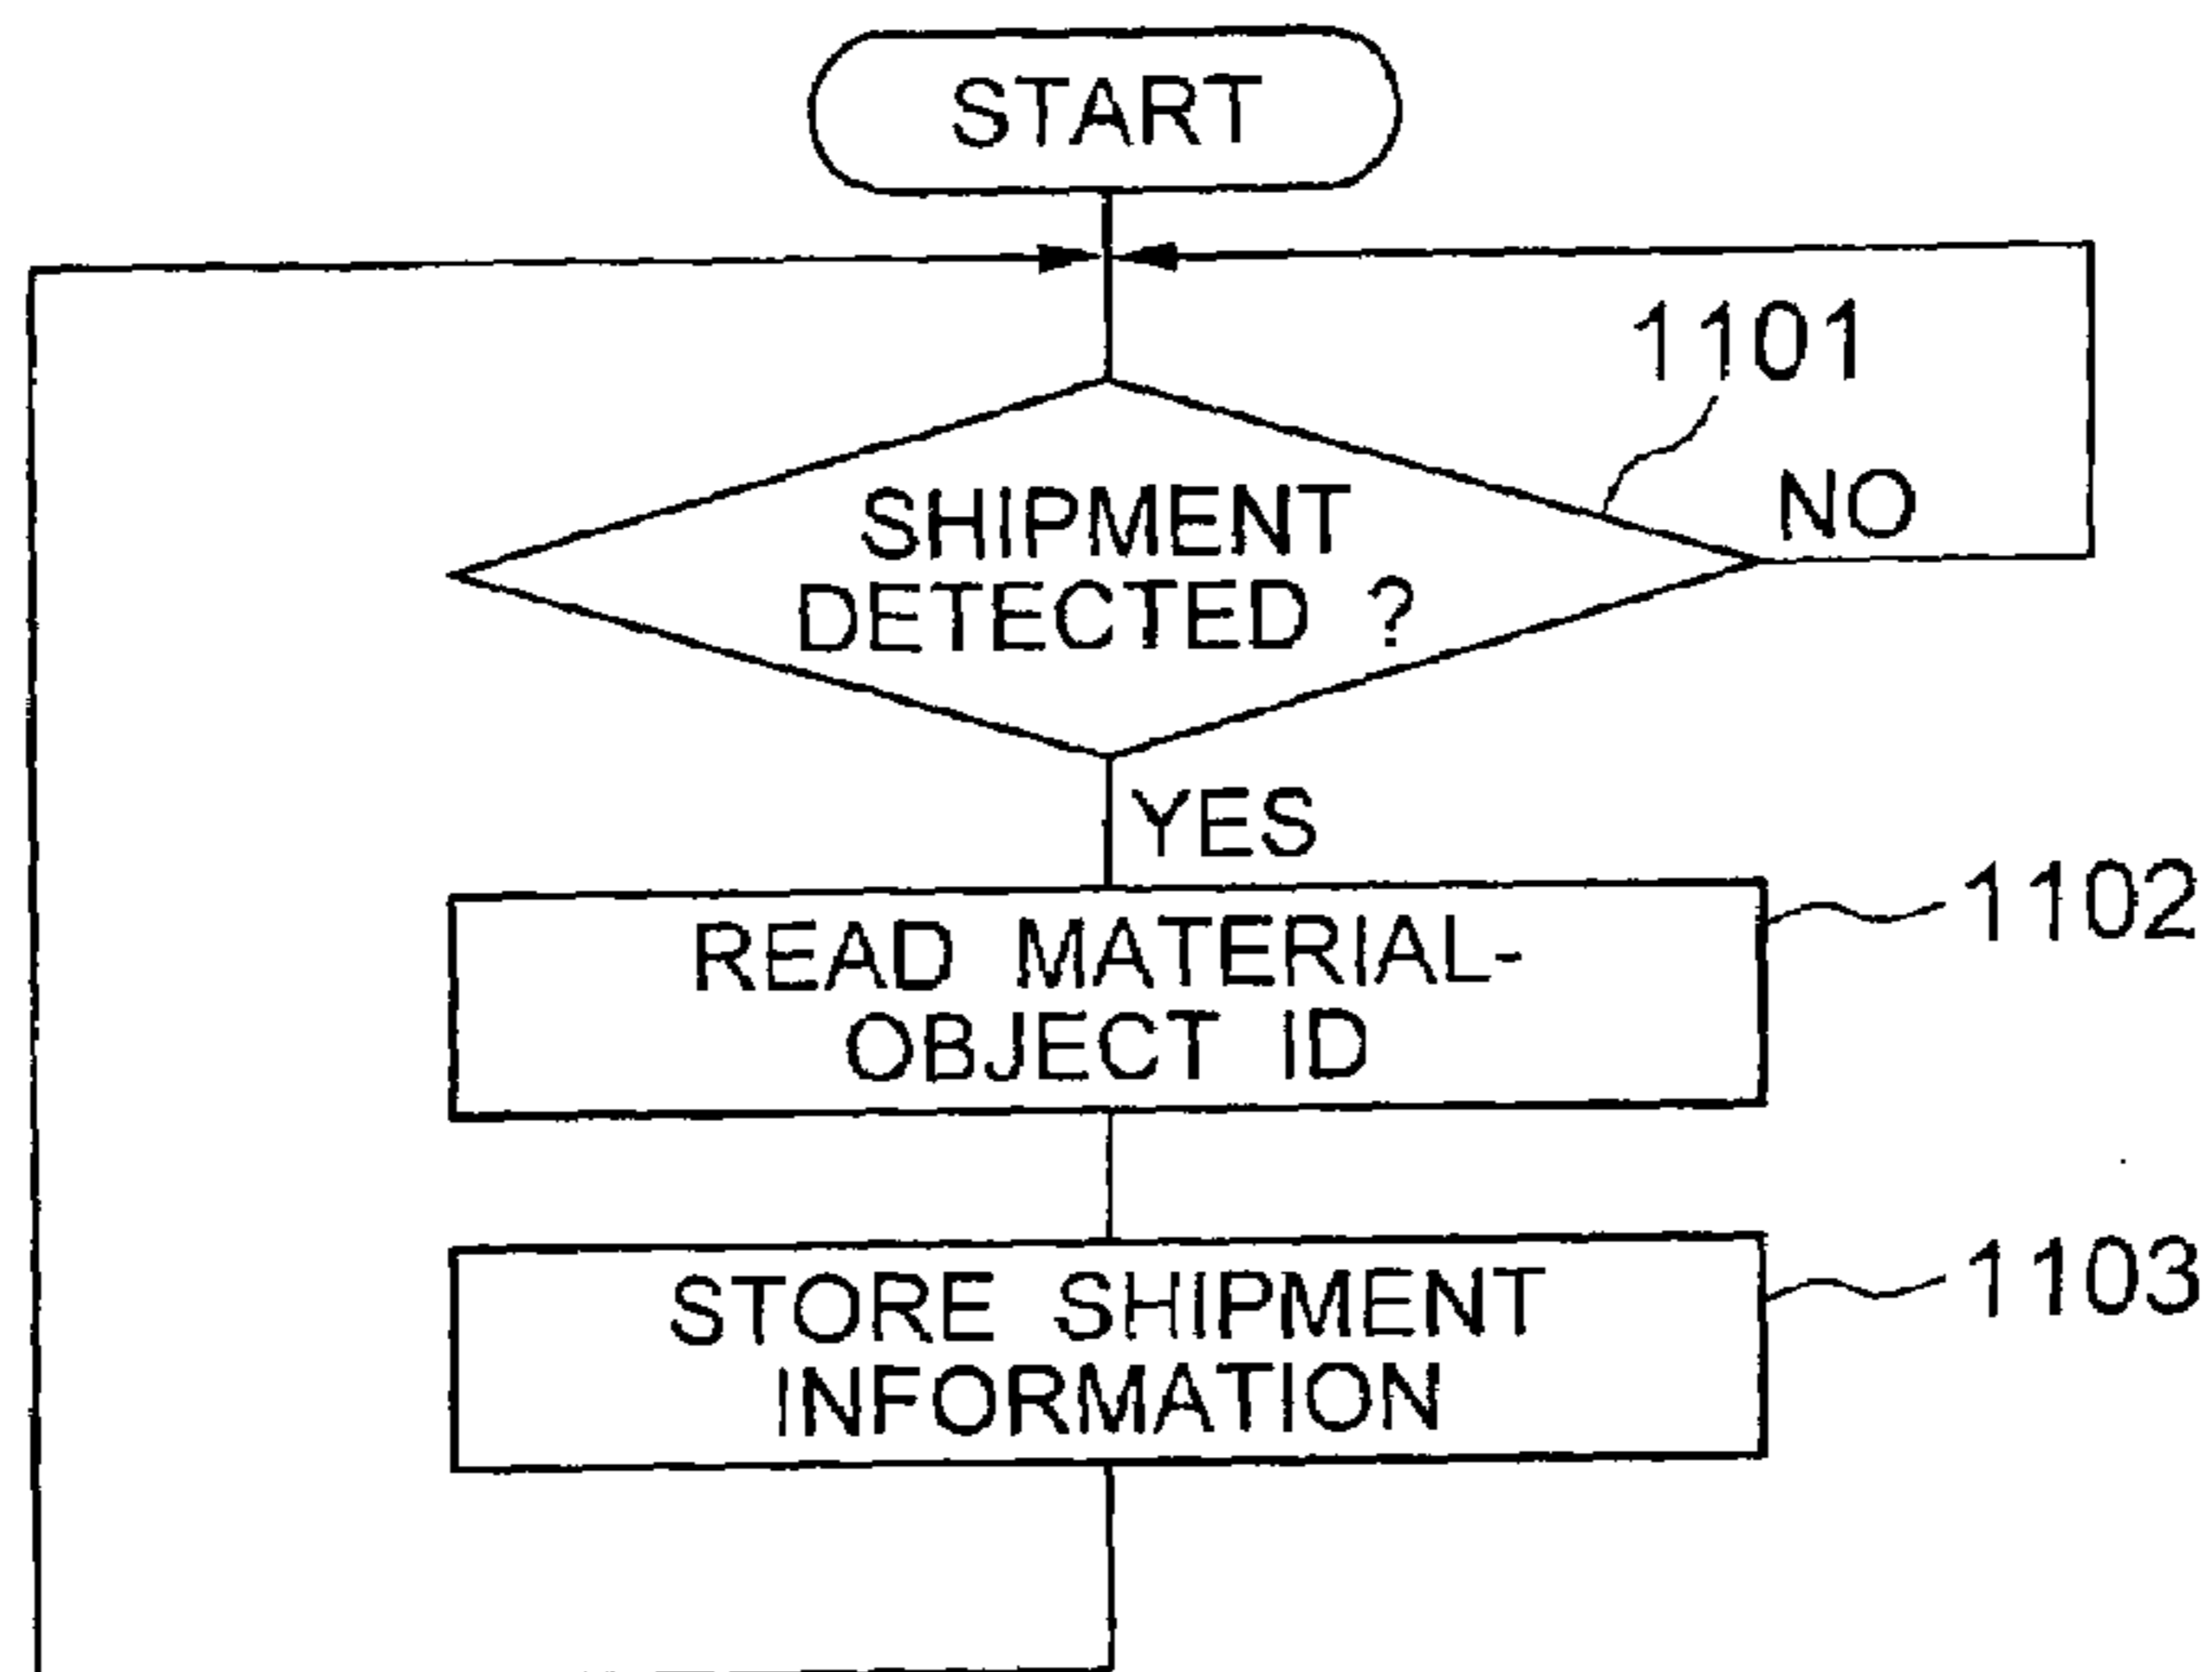 START
1101
SHIPMENT
DETECTED ?
NO
YES
READ MATERIAL-
OBJECT ID
1102
STORE SHIPMENT
INFORMATION
1103